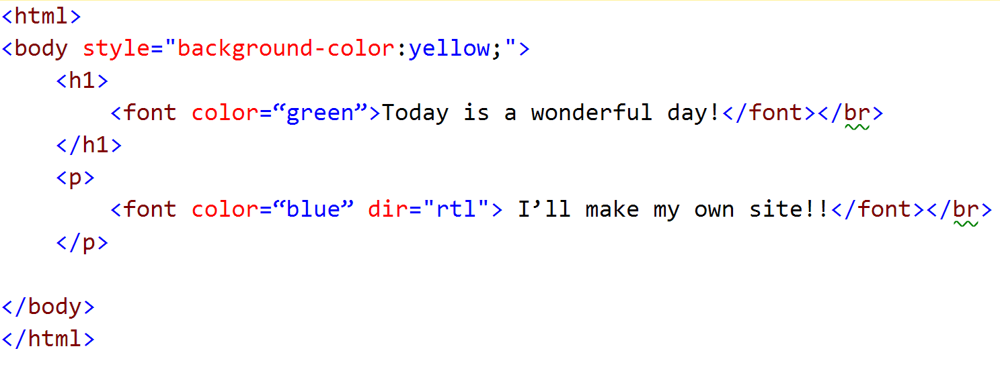 <html>
<body style="background-color:yellow;">
<h1>
<font color=“green”>Today is a wonderful day!</font></br>
</h1>
<p>
<font color=“blue” dir="rtl"> I’ll make my own site!!</font></br>
</p>
</body>
</html>